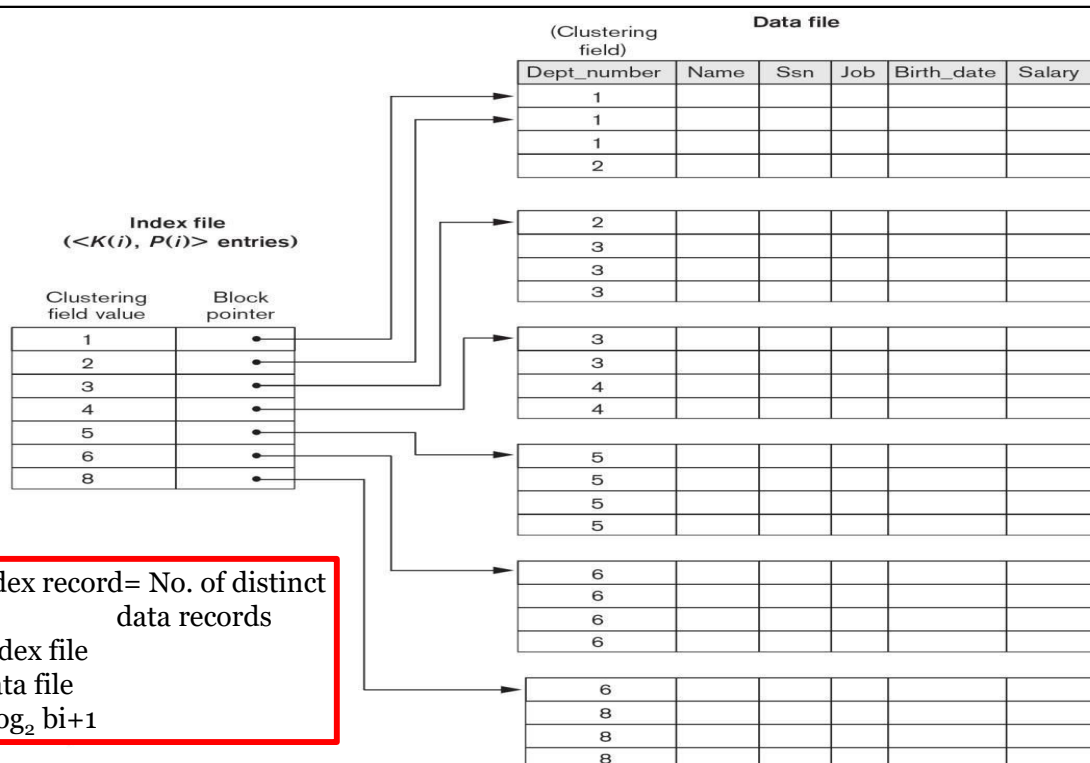 Data file
(Clustering
field)
Dept_number Name Ssn Job Birth_date Salary
1
1
1
2
2
3
3
3
3
3
4
4
5
5
5
5
6
6
6
6
6
8
8
8
Index file
(<K(i), P(i)> entries)
Clustering Block
field value pointer
1
2
3
4
5
6
8
dex record= No. of distinct
data records
dex file
ta file
og₂ bi+1